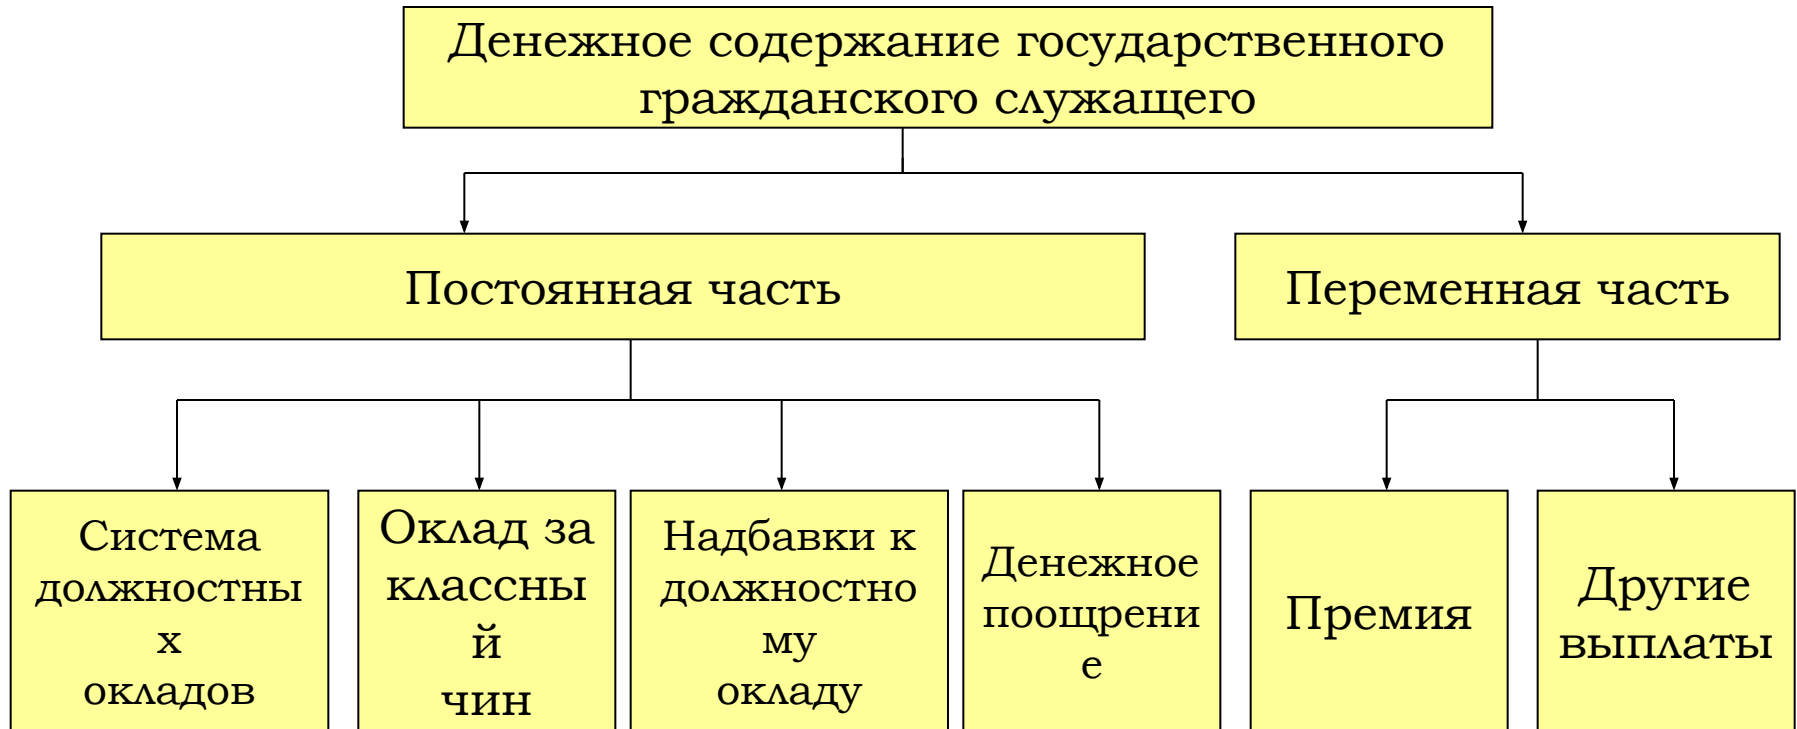 Денежное содержание государственного
гражданского служащего
Постоянная часть
Переменная часть
Система
должностны
х
окладов
Оклад за
классны
й
чин
Надбавки к
должностно
му
окладу
Денежное
поощрени
е
Премия
Другие
выплаты